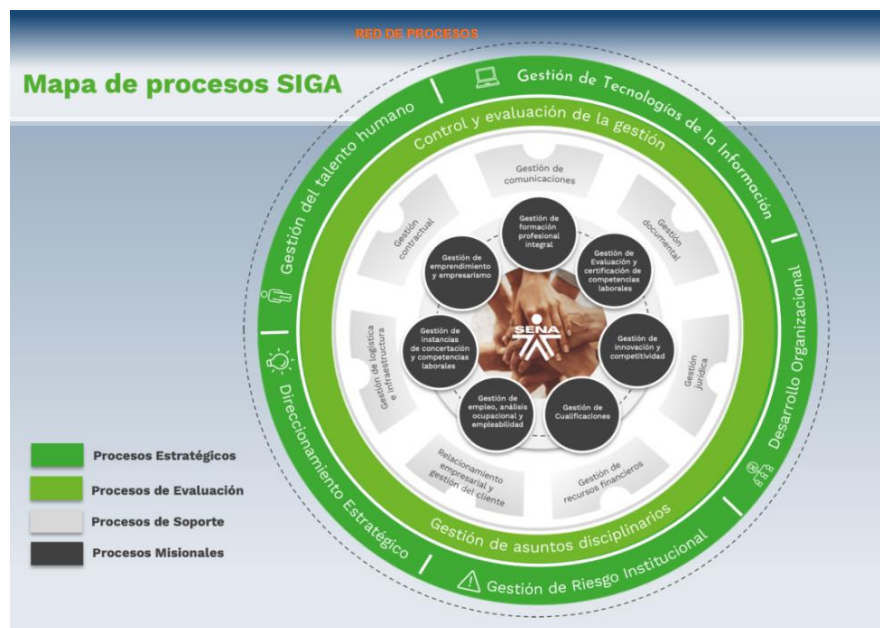 RED DE PROCESOS
Mapa de procesos SIGA
Gestión del talento humano
Gestión de Tecnologías de la Información
Desarrollo Organizacional
Gestión de Riesgo Institucional
Direccionamiento Estratégico
Control y evaluación de la gestión
Gestión de asuntos disciplinarios
Gestión de
comunicaciones
Gestión
documental
Gestión
jurídica
Gestión de
recursos financieros
Relacionamiento
empresarial y
gestión del cliente
Gestión de logística
e infraestructura
Gestión
contractual
Gestión de
formación
profesional
integral
Gestión de
Evaluación y
certificación de
competencias
laborales
Gestión de
innovación y
competitividad
Gestión de
Cualificaciones
Gestión de
empleo, análisis
ocupacional y
empleabilidad
Gestión de
instancias
de concertación
y competencias
laborales
Gestión de
emprendimiento
y empresarismo
SENA
Procesos Estratégicos
Procesos de Evaluación
Procesos de Soporte
Procesos Misionales